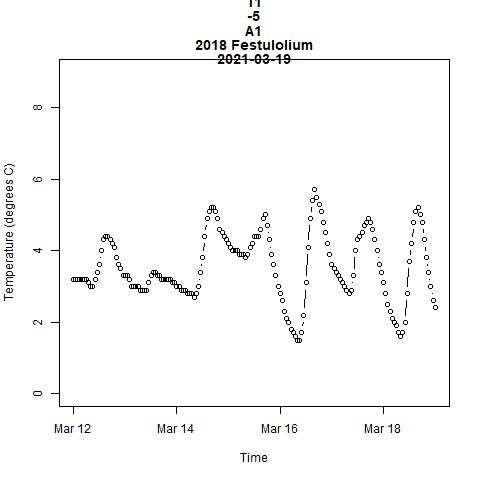 -5
A1
2018 Festulolium
2021-03-19
Temperature (degrees C)
8
6
4
2
0
Mar 12
Mar 14
Mar 16
Mar 18
Time